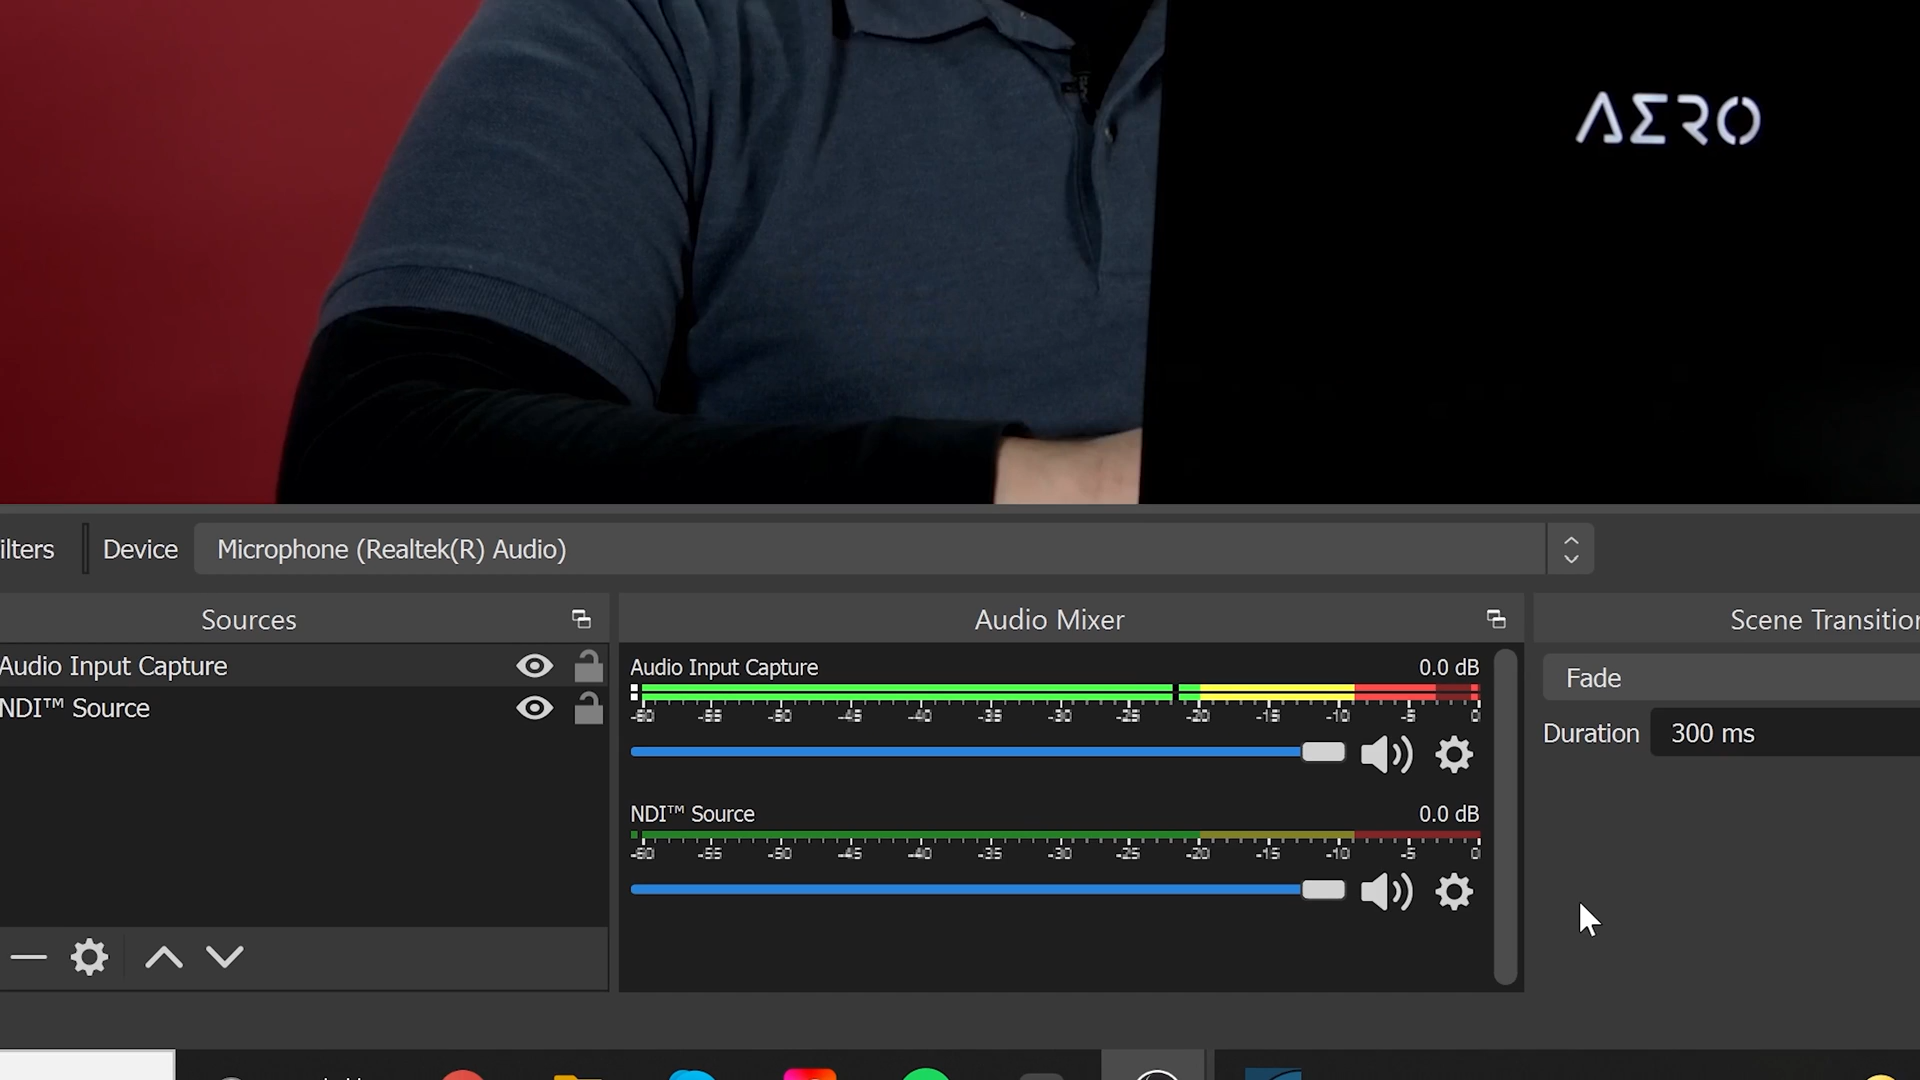 AERO
ilters
Device
Microphone (Realtek(R) Audio)
Sources
Audio Mixer
Scene Transition
Audio Input Capture
NDI™ Source
Audio Input Capture
0.0 dB
-60 -55 -50 -45 -40 -35 -30 -25 -20 -15 -10 -5 0
NDI™ Source
0.0 dB
-60 -55 -50 -45 -40 -35 -30 -25 -20 -15 -10 -5 0
Fade
Duration
300 ms